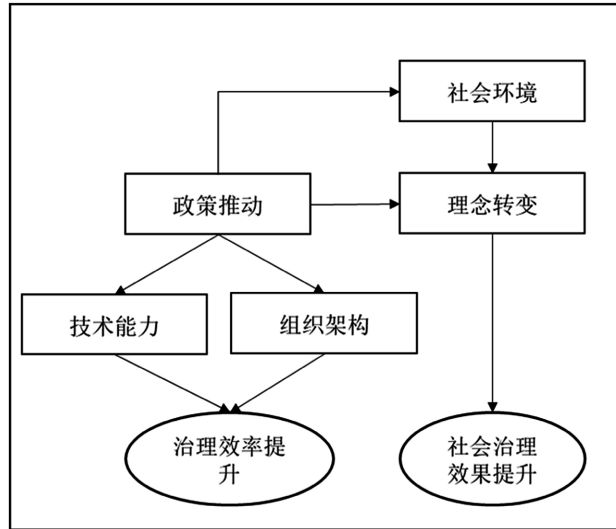 社会环境
政策推动
理念转变
技术能力
组织架构
治理效率提
升
社会治理
效果提升